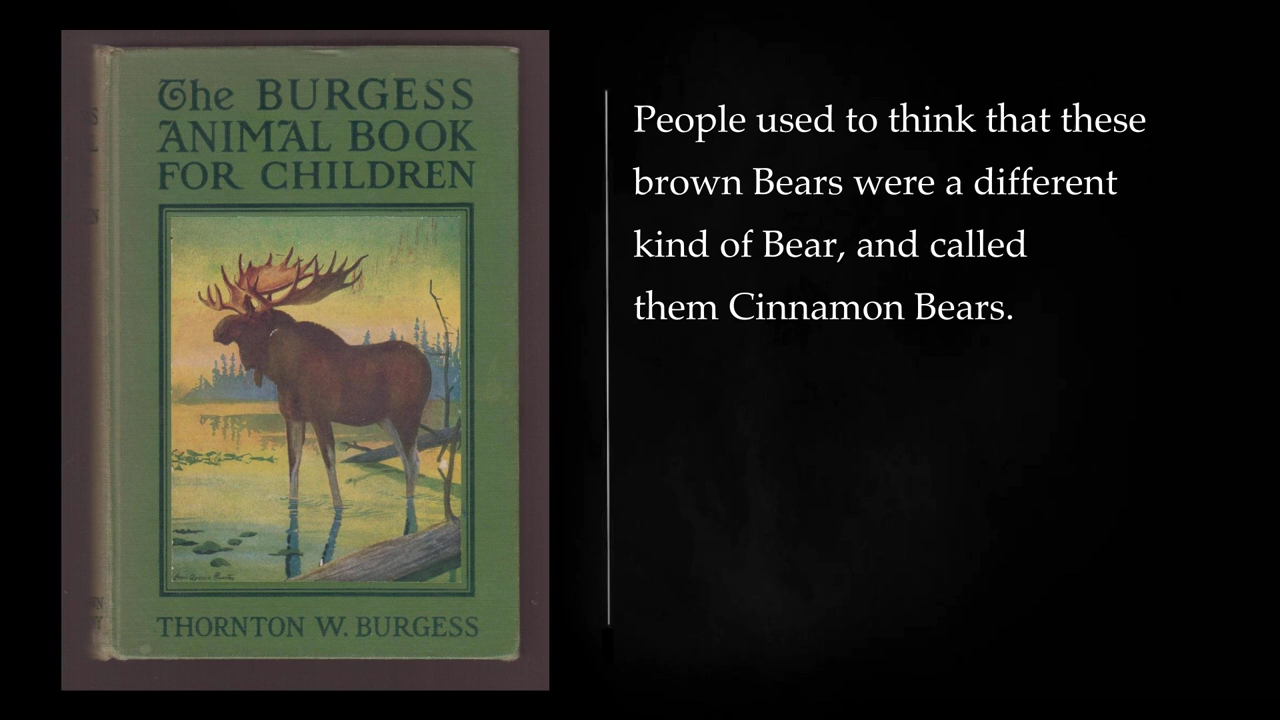 The BURGESS
ANIMAL BOOK
FOR CHILDREN
THORNTON W. BURGESS
People used to think that these
brown Bears were a different
kind of Bear, and called
them Cinnamon Bears.